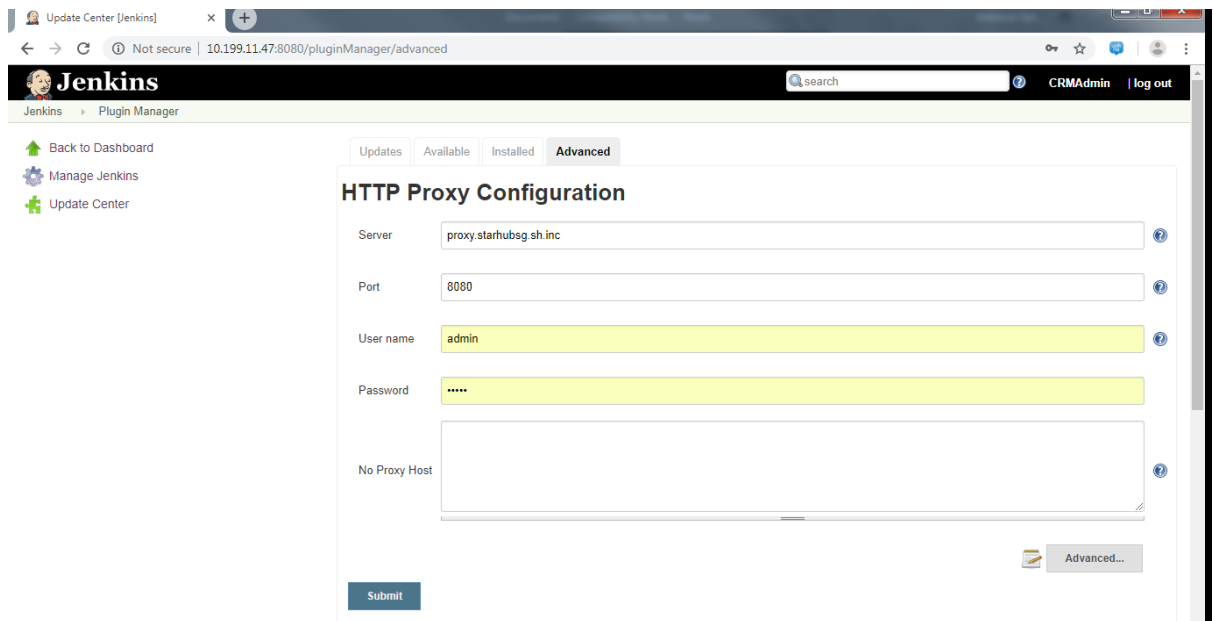 Update Center [Jenkins]
Not secure | 10.199.11.47:8080/pluginManager/advanced
Jenkins
search
CRMAdmin | log out
Jenkins Plugin Manager
Back to Dashboard
Manage Jenkins
Update Center
Updates Available Installed Advanced
HTTP Proxy Configuration
Server proxy.starhubsg.sh.inc
Port 8080
User name admin
Password •••••
No Proxy Host
Advanced...
Submit